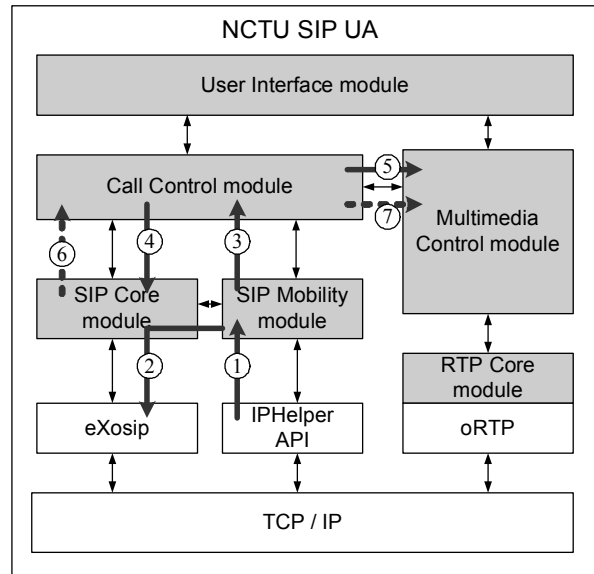 NCTU SIP UA
User Interface module
Call Control module
5
7
Multimedia
Control module
6
4
3
SIP Core
module
SIP Mobility
module
2
1
RTP Core
module
eXosip
IPHelper
API
oRTP
TCP / IP